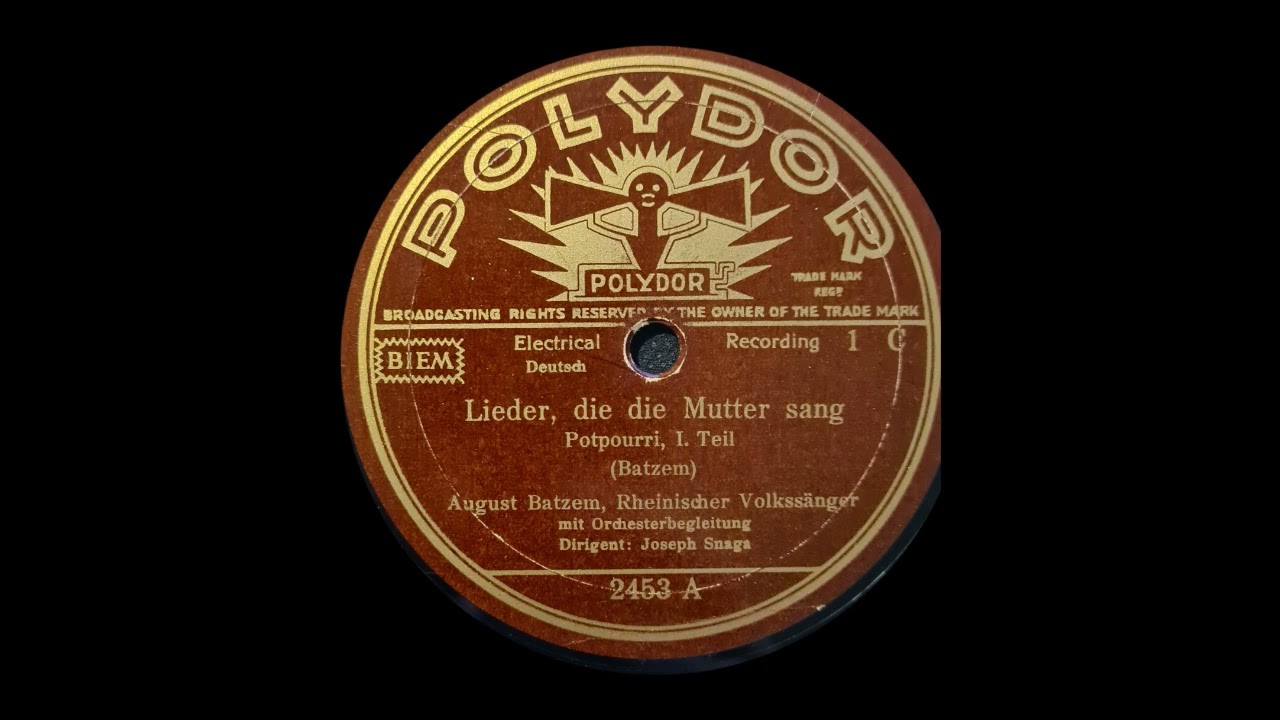 POLYDOR
POLYDOR
TRADE MARK
REGD
BROADCASTING RIGHTS RESERVED BY THE OWNER OF THE TRADE MARK
BIEM
Electrical Recording 1 C
Deutsch
Lieder, die die Mutter sang
Potpourri, I. Teil
(Batzem)
August Batzem, Rheinischer Volkssänger
mit Orchesterbegleitung
Dirigent: Joseph Snaga
2453 A